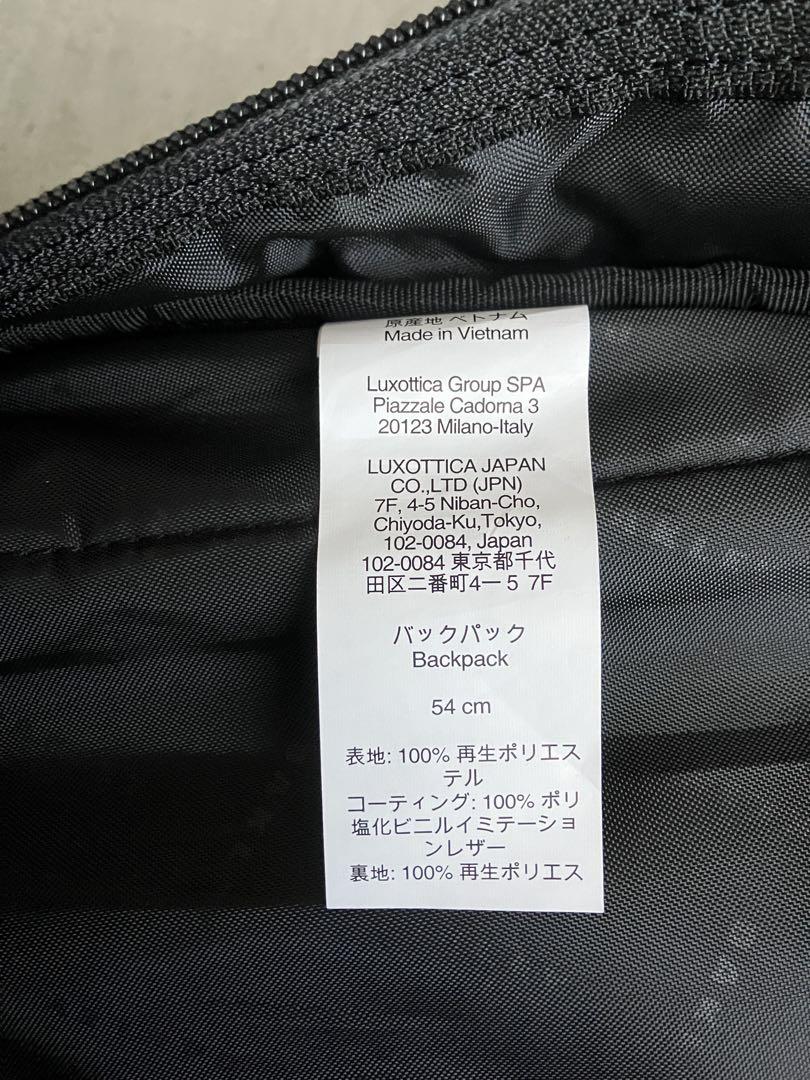 原産地 ベトナム
Made in Vietnam
Luxottica Group SPA
Piazzale Cadorna 3
20123 Milano-Italy
LUXOTTICA JAPAN
CO.,LTD (JPN)
7F, 4-5 Niban-Cho,
Chiyoda-Ku,Tokyo,
102-0084, Japan
102-0084 東京都千代
田区二番町4ー５ 7F
バックパック
Backpack
54 cm
表地: 100% 再生ポリエス
テル
コーティング: 100% ポリ
塩化ビニルイミテーショ
ンレザー
裏地: 100% 再生ポリエス